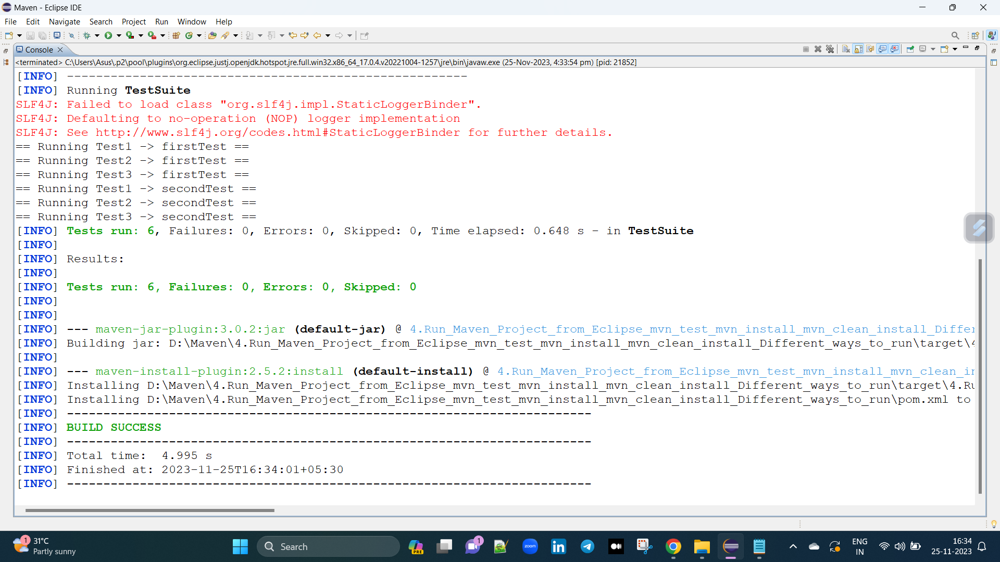 Maven - Eclipse IDE
File Edit Navigate Search Project Run Window Help
Console
<terminated> C:\Users\Asus\.p2\pool\plugins\org.eclipse.justj.openjdk.hotspot.jre.full.win32.x86_64_17.0.4.v20221004-1257\jre\bin\javaw.exe (25-Nov-2023, 4:33:54 pm) [pid: 21852]
[INFO] -------------------------------------------------------
[INFO] Running TestSuite
SLF4J: Failed to load class "org.slf4j.impl.StaticLoggerBinder".
SLF4J: Defaulting to no-operation (NOP) logger implementation
SLF4J: See http://www.slf4j.org/codes.html#StaticLoggerBinder for further details.
== Running Test1 -> firstTest ==
== Running Test2 -> firstTest ==
== Running Test3 -> firstTest ==
== Running Test1 -> secondTest ==
== Running Test2 -> secondTest ==
== Running Test3 -> secondTest ==
[INFO] Tests run: 6, Failures: 0, Errors: 0, Skipped: 0, Time elapsed: 0.648 s - in TestSuite
[INFO]
[INFO] Results:
[INFO]
[INFO] Tests run: 6, Failures: 0, Errors: 0, Skipped: 0
[INFO]
[INFO]
[INFO] --- maven-jar-plugin:3.0.2:jar (default-jar) @ 4.Run_Maven_Project_from_Eclipse_mvn_test_mvn_install_mvn_clean_install_Differ
[INFO] Building jar: D:\Maven\4.Run_Maven_Project_from_Eclipse_mvn_test_mvn_install_mvn_clean_install_Different_ways_to_run\target\4
[INFO]
[INFO] --- maven-install-plugin:2.5.2:install (default-install) @ 4.Run_Maven_Project_from_Eclipse_mvn_test_mvn_install_mvn_clean_in
[INFO] Installing D:\Maven\4.Run_Maven_Project_from_Eclipse_mvn_test_mvn_install_mvn_clean_install_Different_ways_to_run\target\4.Ru
[INFO] Installing D:\Maven\4.Run_Maven_Project_from_Eclipse_mvn_test_mvn_install_mvn_clean_install_Different_ways_to_run\pom.xml to
[INFO] ------------------------------------------------------------------------
[INFO] BUILD SUCCESS
[INFO] ------------------------------------------------------------------------
[INFO] Total time:  4.995 s
[INFO] Finished at: 2023-11-25T16:34:01+05:30
[INFO] ------------------------------------------------------------------------
1
31°C
Partly sunny
Search
PRE
1
zoom
in
ENG
IN
16:34
25-11-2023